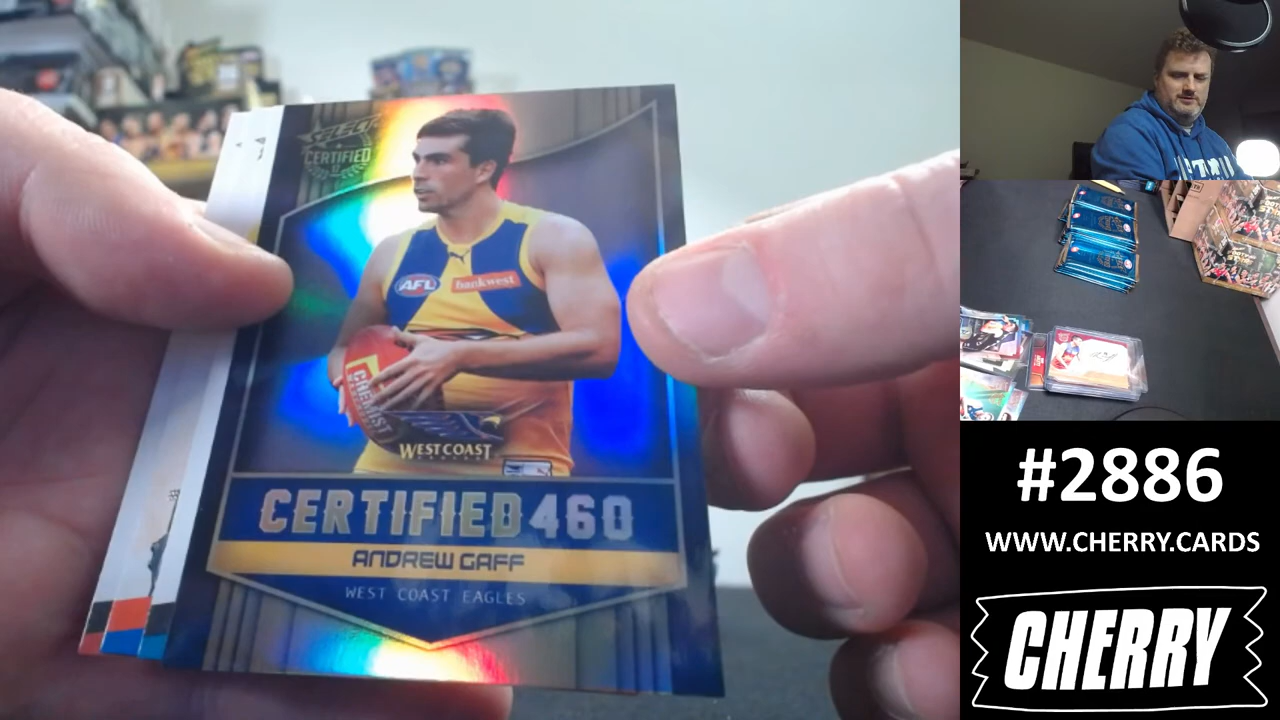 SELECT
CERTIFIED
AFL
bankwest
WEST COAST
CERTIFIED 460
ANDREW GAFF
WEST COAST EAGLES
#2886
WWW.CHERRY.CARDS
CHERRY